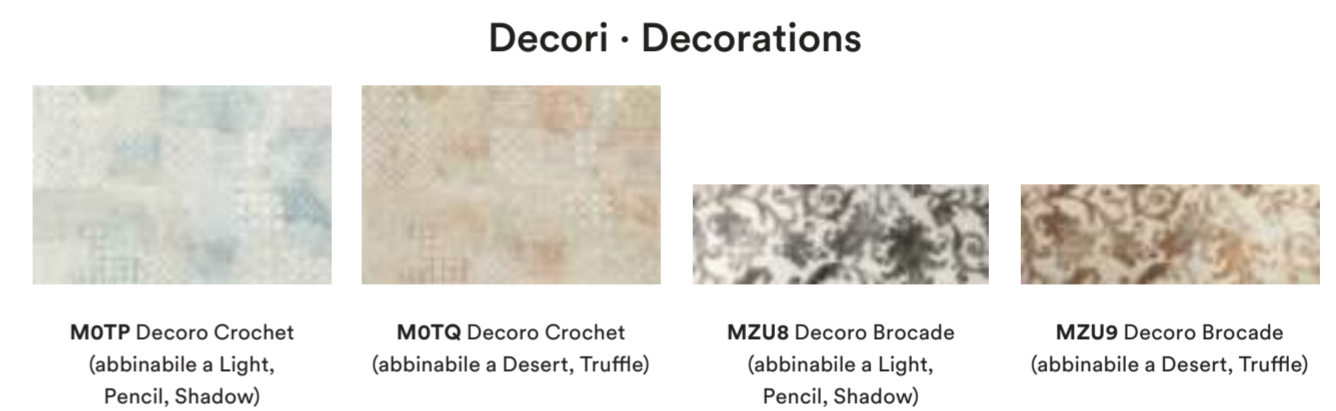 Decori · Decorations
M0TP Decoro Crochet
(abbinabile a Light,
Pencil, Shadow)
M0TQ Decoro Crochet
(abbinabile a Desert, Truffle)
MZU8 Decoro Brocade
(abbinabile a Light,
Pencil, Shadow)
MZU9 Decoro Brocade
(abbinabile a Desert, Truffle)